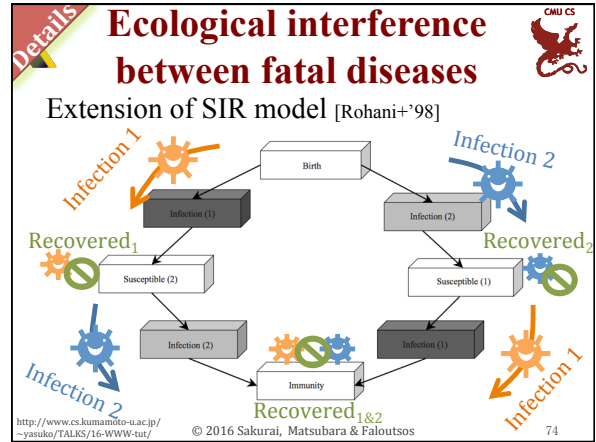 Details
CMU CS
Ecological interference
between fatal diseases
Extension of SIR model [Rohani+'98]
Infection 1
Birth
Infection 2
Infection (1)
Infection (2)
Recovered1
Recovered2
Susceptible (2)
Susceptible (1)
Infection (2)
Infection (1)
Infection 2
Immunity
Infection 1
Recovered1&2
http://www.cs.kumamoto-u.ac.jp/
~yasuko/TALKS/16-WWW-tut/
© 2016 Sakurai, Matsubara & Faloutsos
74